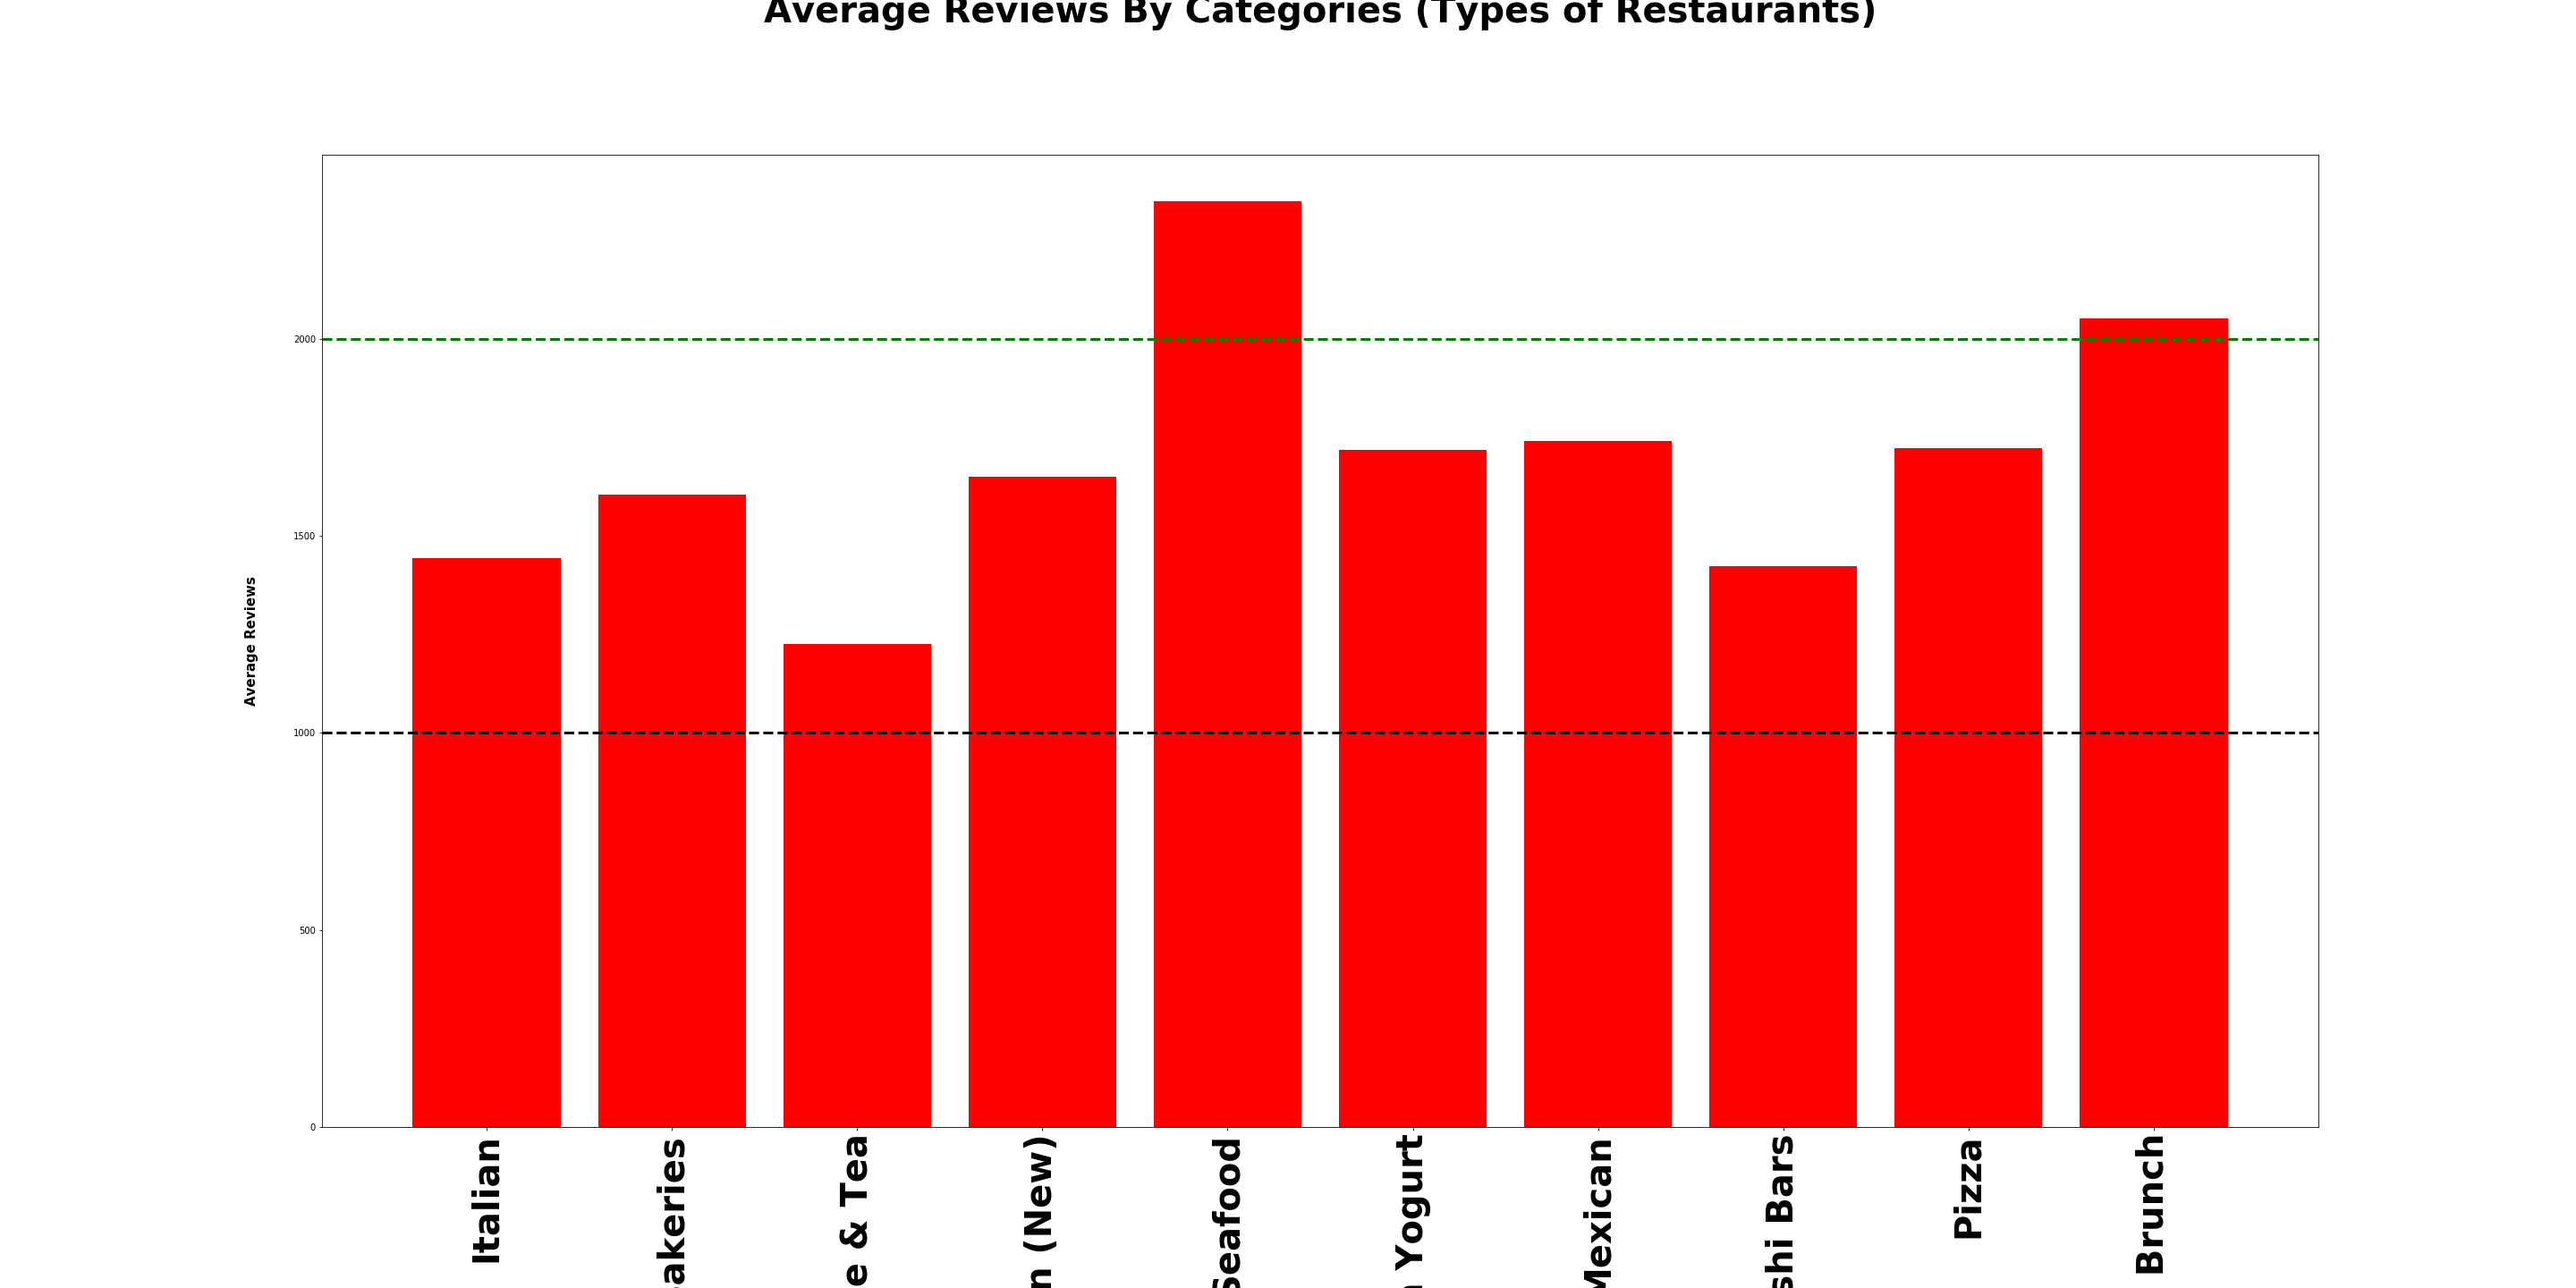 Average Reviews By Categories (Types of Restaurants)
2000
1500
1000
500
0
Average Reviews
Italian
akeries
e & Tea
n (New)
Seafood
Yogurt
Mexican
shi Bars
Pizza
Brunch